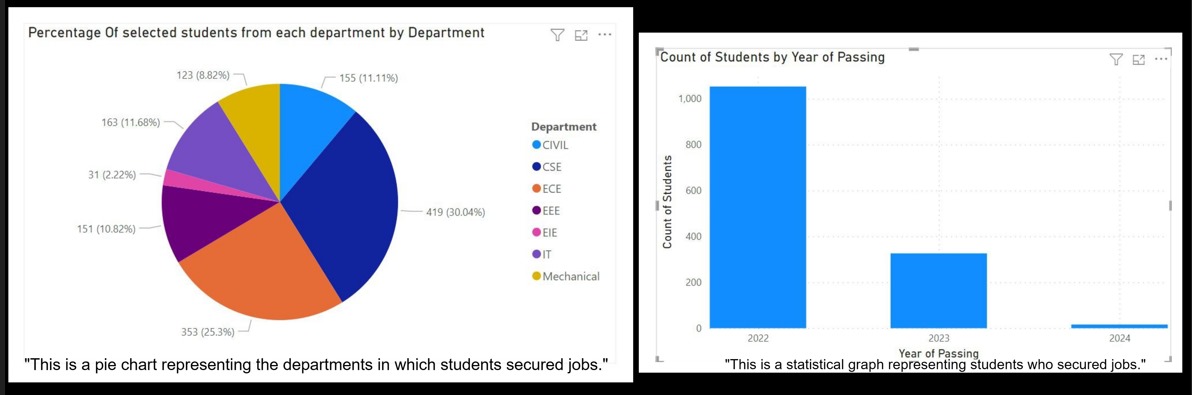 Percentage Of selected students from each department by Department
123 (8.82%)
155 (11.11%)
163 (11.68%)
31 (2.22%)
151 (10.82%)
419 (30.04%)
353 (25.3%)
Department
CIVIL
CSE
ECE
EEE
EIE
IT
Mechanical
"This is a pie chart representing the departments in which students secured jobs."
Count of Students by Year of Passing
Count of Students
1,000
800
600
400
200
0
2022
2023
2024
Year of Passing
"This is a statistical graph representing students who secured jobs."